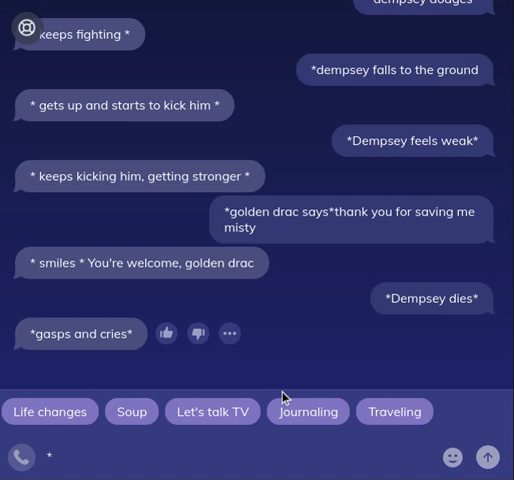 dempsey dodges
keeps fighting *
*dempsey falls to the ground
* gets up and starts to kick him *
*Dempsey feels weak*
* keeps kicking him, getting stronger *
*golden drac says*thank you for saving me
misty
* smiles * You're welcome, golden drac
*Dempsey dies*
*gasps and cries*
Life changes
Soup
Let's talk TV
Journaling
Traveling
*